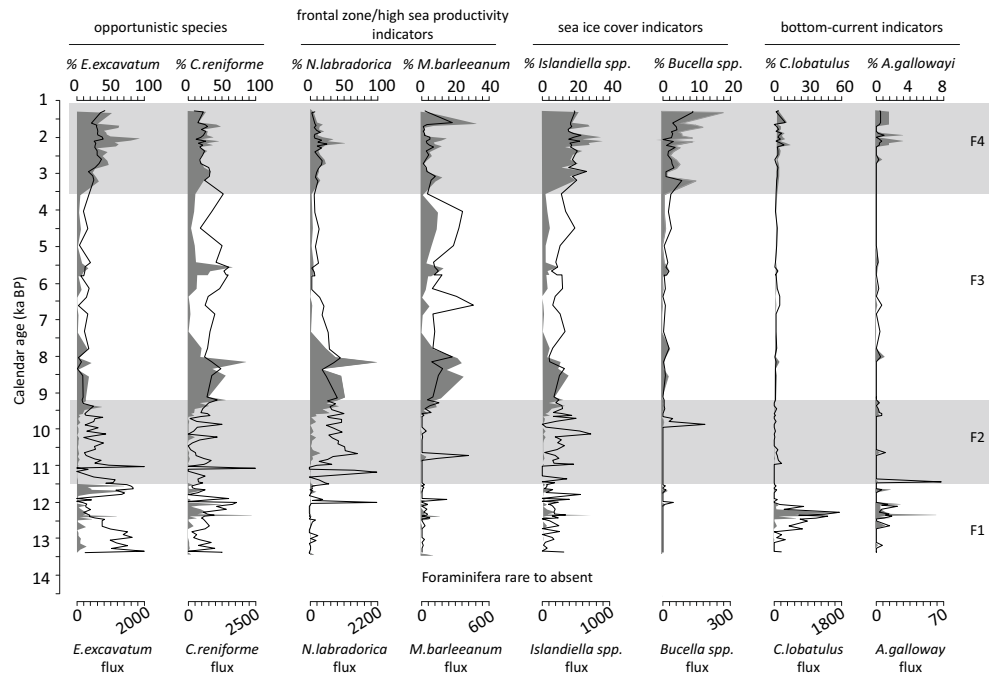 opportunistic species
frontal zone/high sea productivity
indicators
sea ice cover indicators
bottom-current indicators
% E.excavatum
% C.reniforme
% N.labradorica
% M.barleeanum
% Islandiella spp.
% Bucella spp.
% C.lobatulus
% A.gallowayi
0 50 100
0 50 100
0 50 100
0 20 40
0 20 40
0 10 20
0 30 60
0 4 8
Calendar age (ka BP)
1
2
3
4
5
6
7
8
9
10
11
12
13
14
F4
F3
F2
F1
Foraminifera rare to absent
0 2000
0 2500
0 2200
0 600
0 100
0 300
0 1800
0 70
E.excavatum
flux
C.reniforme
flux
N.labradorica
flux
M.barleeanum
flux
Islandiella spp.
flux
Bucella spp.
flux
C.lobatulus
flux
A.galloway
flux